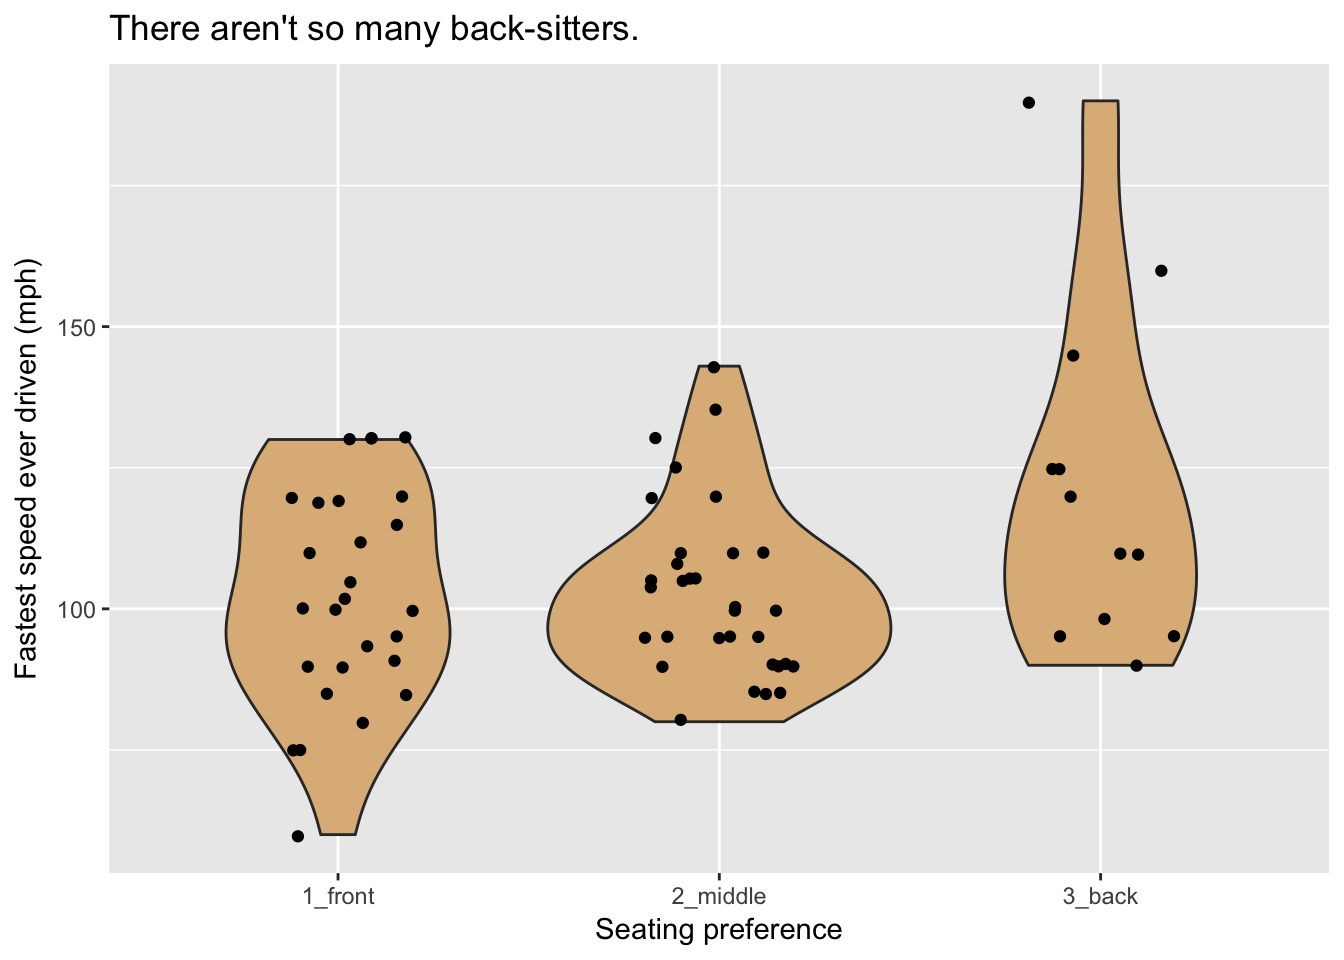 There aren't so many back-sitters.
Fastest speed ever driven (mph)
150
100
1_front
2_middle
3_back
Seating preference